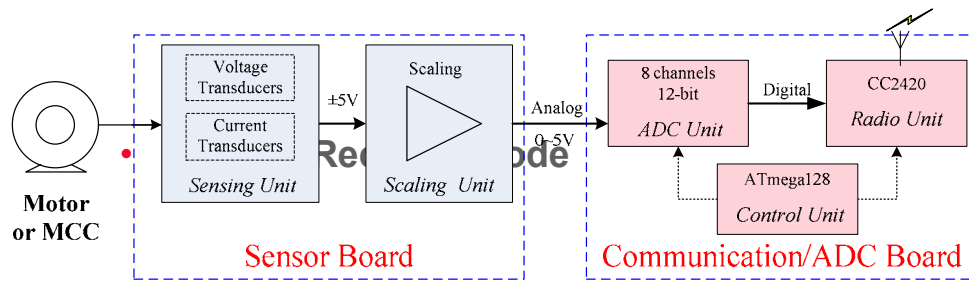 Voltage
Transducers
Current
Transducers
Sensing Unit
±5V
Scaling
Scaling Unit
Analog
0~5V
8 channels
12-bit
ADC Unit
Digital
CC2420
Radio Unit
ATmega128
Control Unit
Motor
or MCC
Sensor Board
Communication/ADC Board